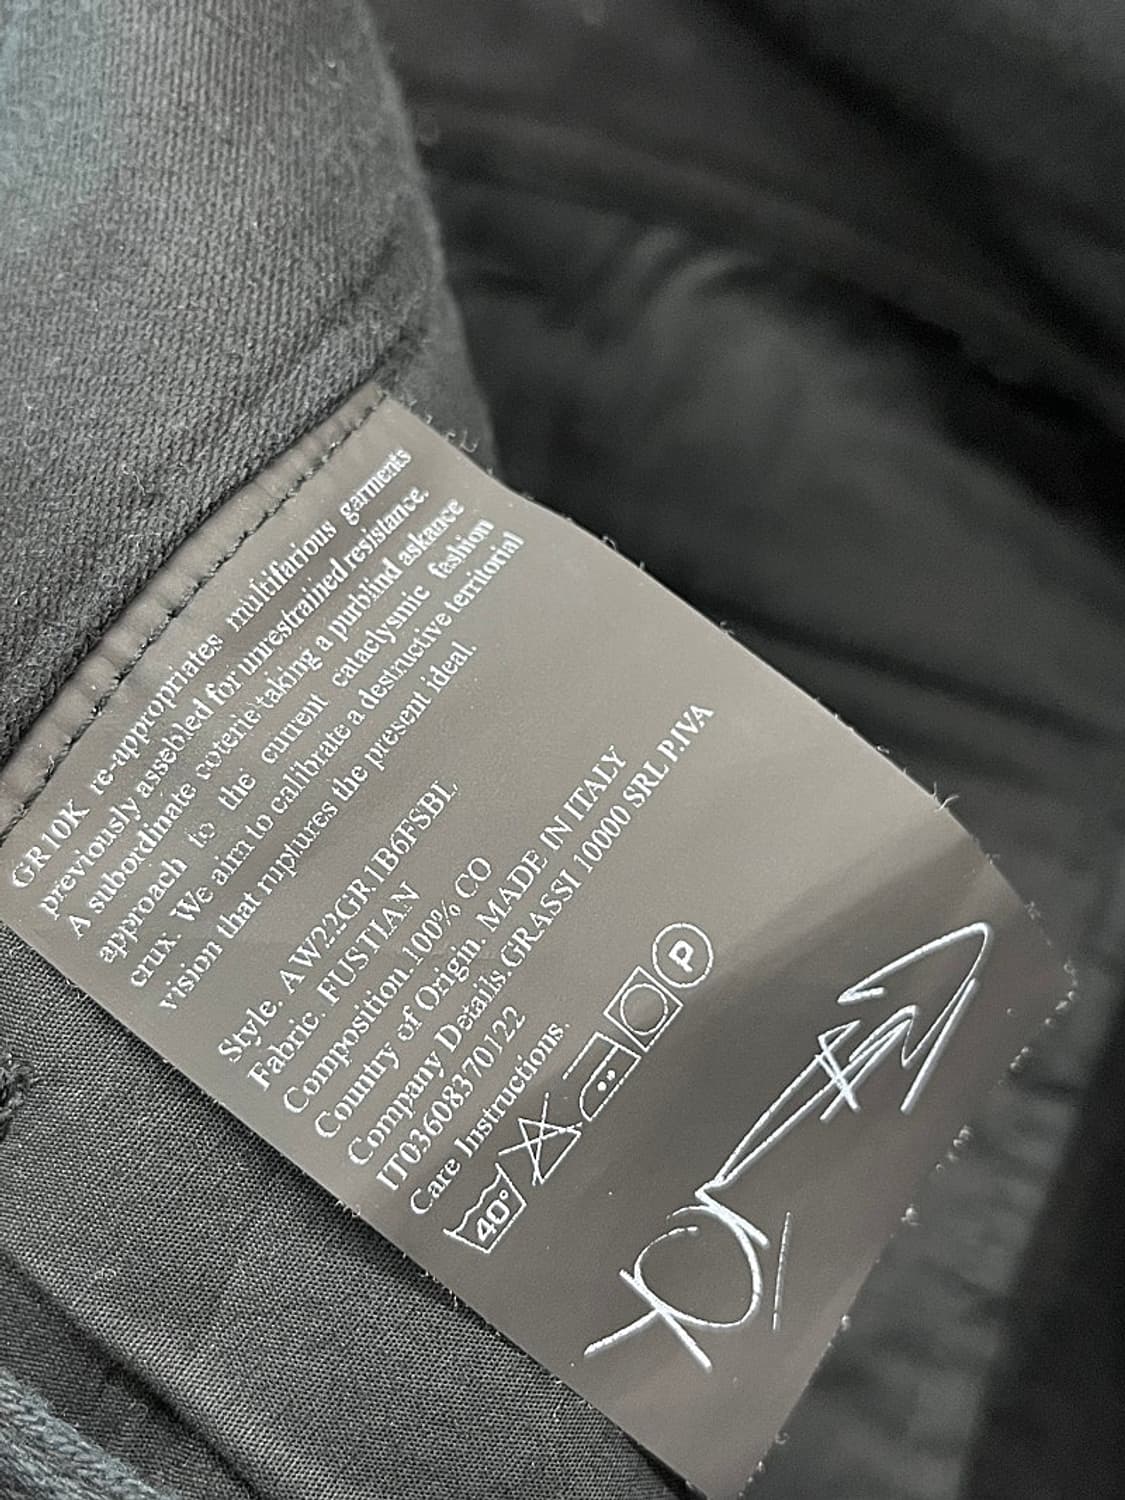 GR10K re-appropriates multifarious garments
previously assebled for unrestrained resistance.
A subordinate coterie taking a purblind askance
approach to the current cataclysmic fashion
crux. We aim to calibrate a destructive territorial
vision that ruptures the present ideal.
Style. AW22GR1B6FSBL
Fabric. FUSTIAN
Composition. 100% CO
Country of Origin. MADE IN ITALY
Company Details. GRASSI 10000 SRL P.IVA
IT03608370122
Care Instructions.
40° P